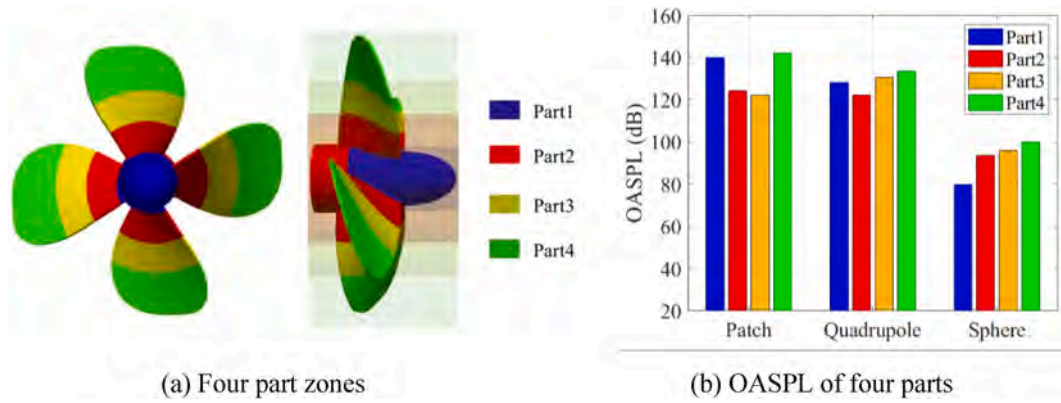 Part1
Part2
Part3
Part4
(a) Four part zones
OASPL (dB)
160
140
120
100
80
60
40
20
Part1
Part2
Part3
Part4
Patch Quadrupole Sphere
(b) OASPL of four parts